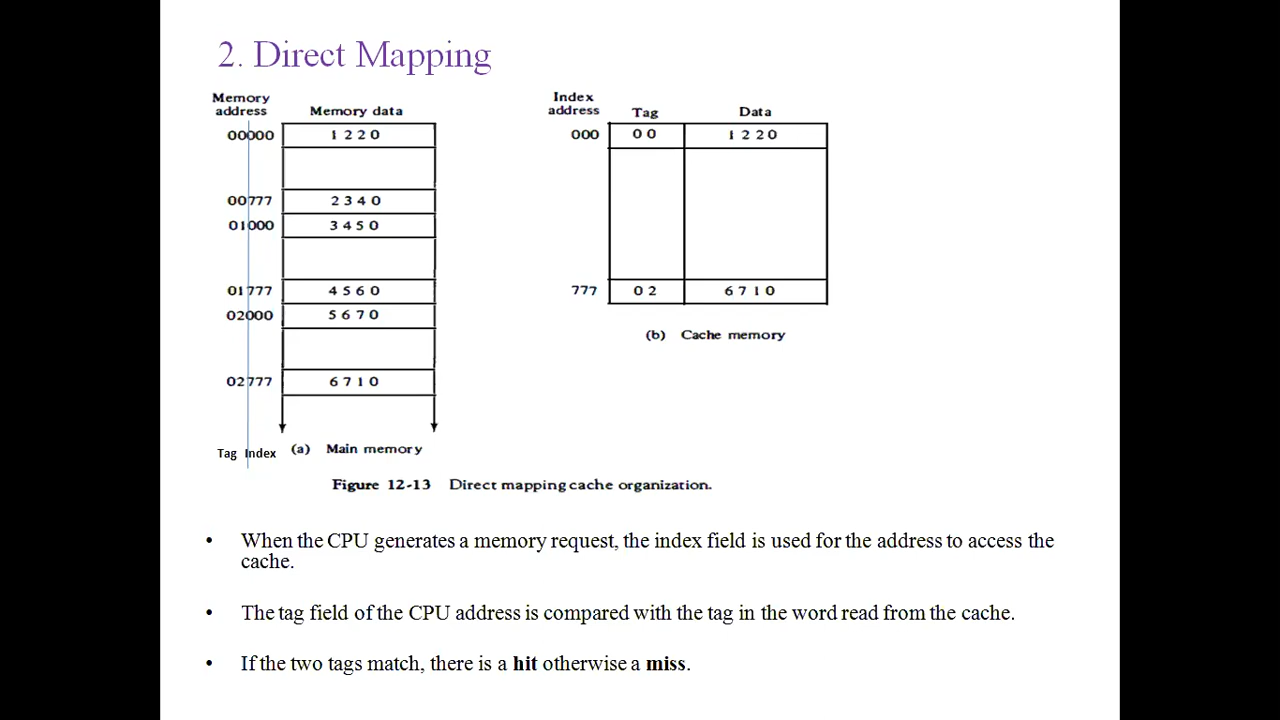 2. Direct Mapping
Memory
address
Memory data
00000
1 2 2 0
00777
2 3 4 0
01000
3 4 5 0
01777
4 5 6 0
02000
5 6 7 0
02777
6 7 1 0
Tag Index
(a) Main memory
Index
address
Tag
Data
000
0 0
1 2 2 0
777
0 2
6 7 1 0
(b) Cache memory
Figure 12-13 Direct mapping cache organization.
• When the CPU generates a memory request, the index field is used for the address to access the
cache.
• The tag field of the CPU address is compared with the tag in the word read from the cache.
• If the two tags match, there is a hit otherwise a miss.